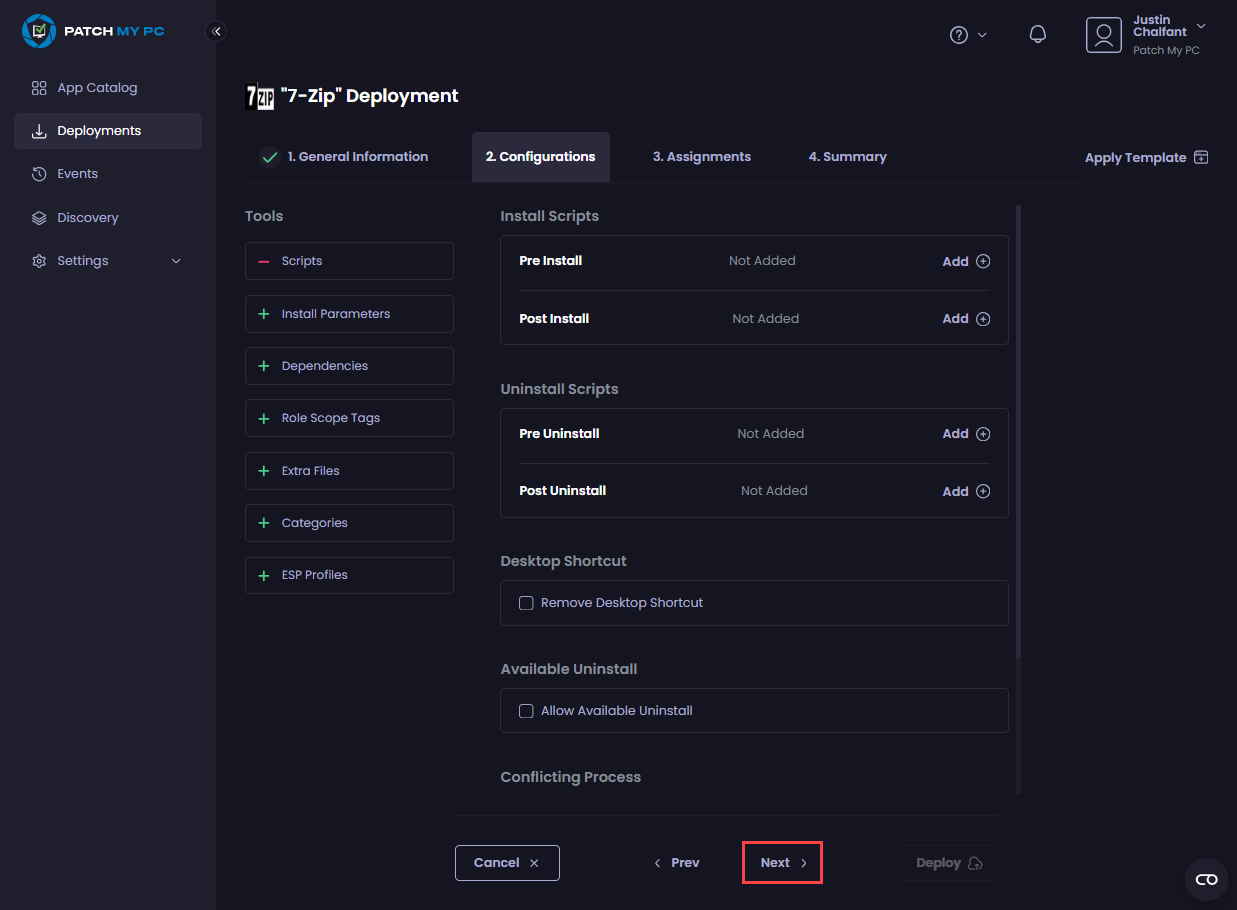 PATCH MY PC
Justin
Chalfant
Patch My PC
App Catalog
Deployments
Events
Discovery
Settings
7ZIP "7-Zip" Deployment
1. General Information
2. Configurations
3. Assignments
4. Summary
Apply Template
Tools
Scripts
Install Parameters
Dependencies
Role Scope Tags
Extra Files
Categories
ESP Profiles
Install Scripts
Pre Install Not Added Add
Post Install Not Added Add
Uninstall Scripts
Pre Uninstall Not Added Add
Post Uninstall Not Added Add
Desktop Shortcut
Remove Desktop Shortcut
Available Uninstall
Allow Available Uninstall
Conflicting Process
Cancel
Prev
Next
Deploy